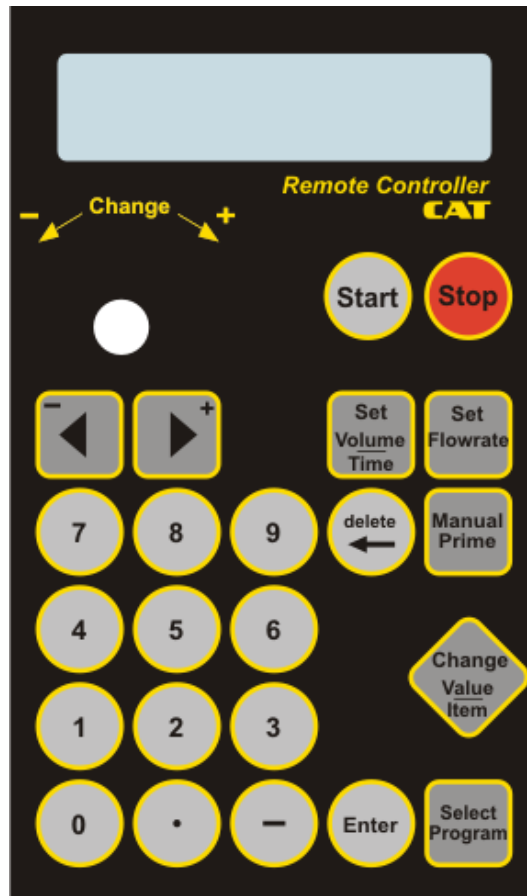 Remote Controller
CAT
− Change +
Start Stop
− +
Set
Volume
Time
Set
Flowrate
7 8 9
delete
Manual
Prime
4 5 6
Change
Value
Item
1 2 3
0 . − Enter
Select
Program